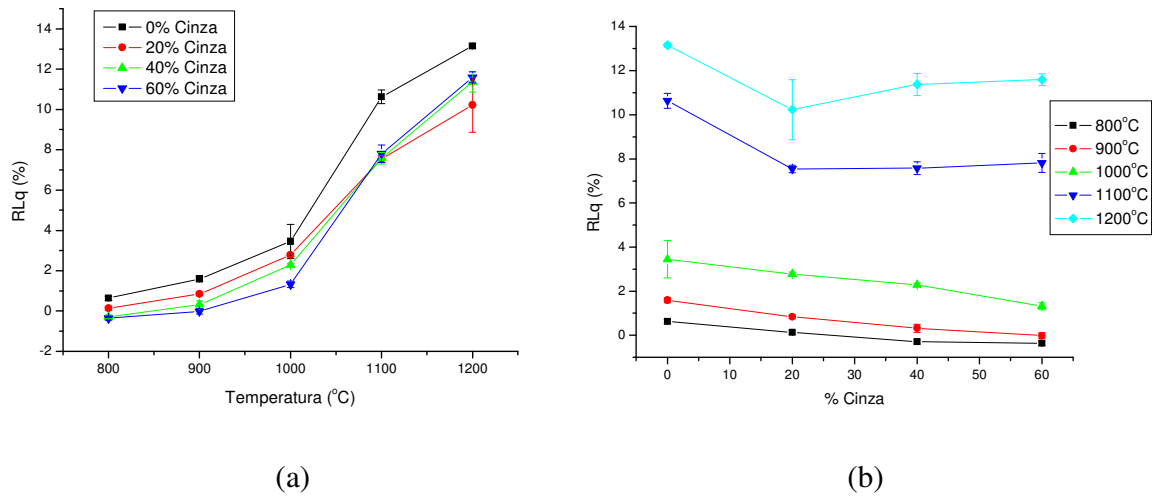 14
12
10
8
6
4
2
0
-2
RLq (%)
0% Cinza
20% Cinza
40% Cinza
60% Cinza
800 900 1000 1100 1200
Temperatura (°C)
(a)
14
12
10
8
6
4
2
0
RLq (%)
800°C
900°C
1000°C
1100°C
1200°C
0 10 20 30 40 50 60
% Cinza
(b)